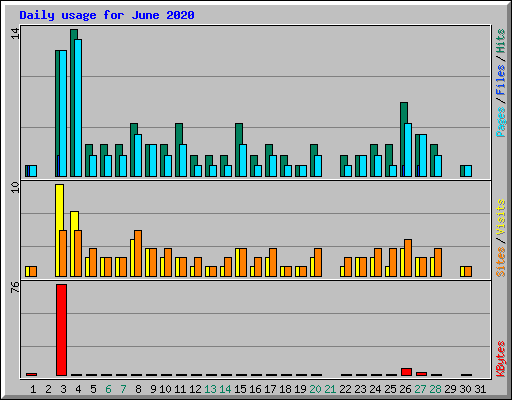 Daily usage for June 2020
14
Pages / Files / Hits
10
Sites / Visits
76
KBytes
1 2 3 4 5 6 7 8 9 10 11 12 13 14 15 16 17 18 19 20 21 22 23 24 25 26 27 28 29 30 31